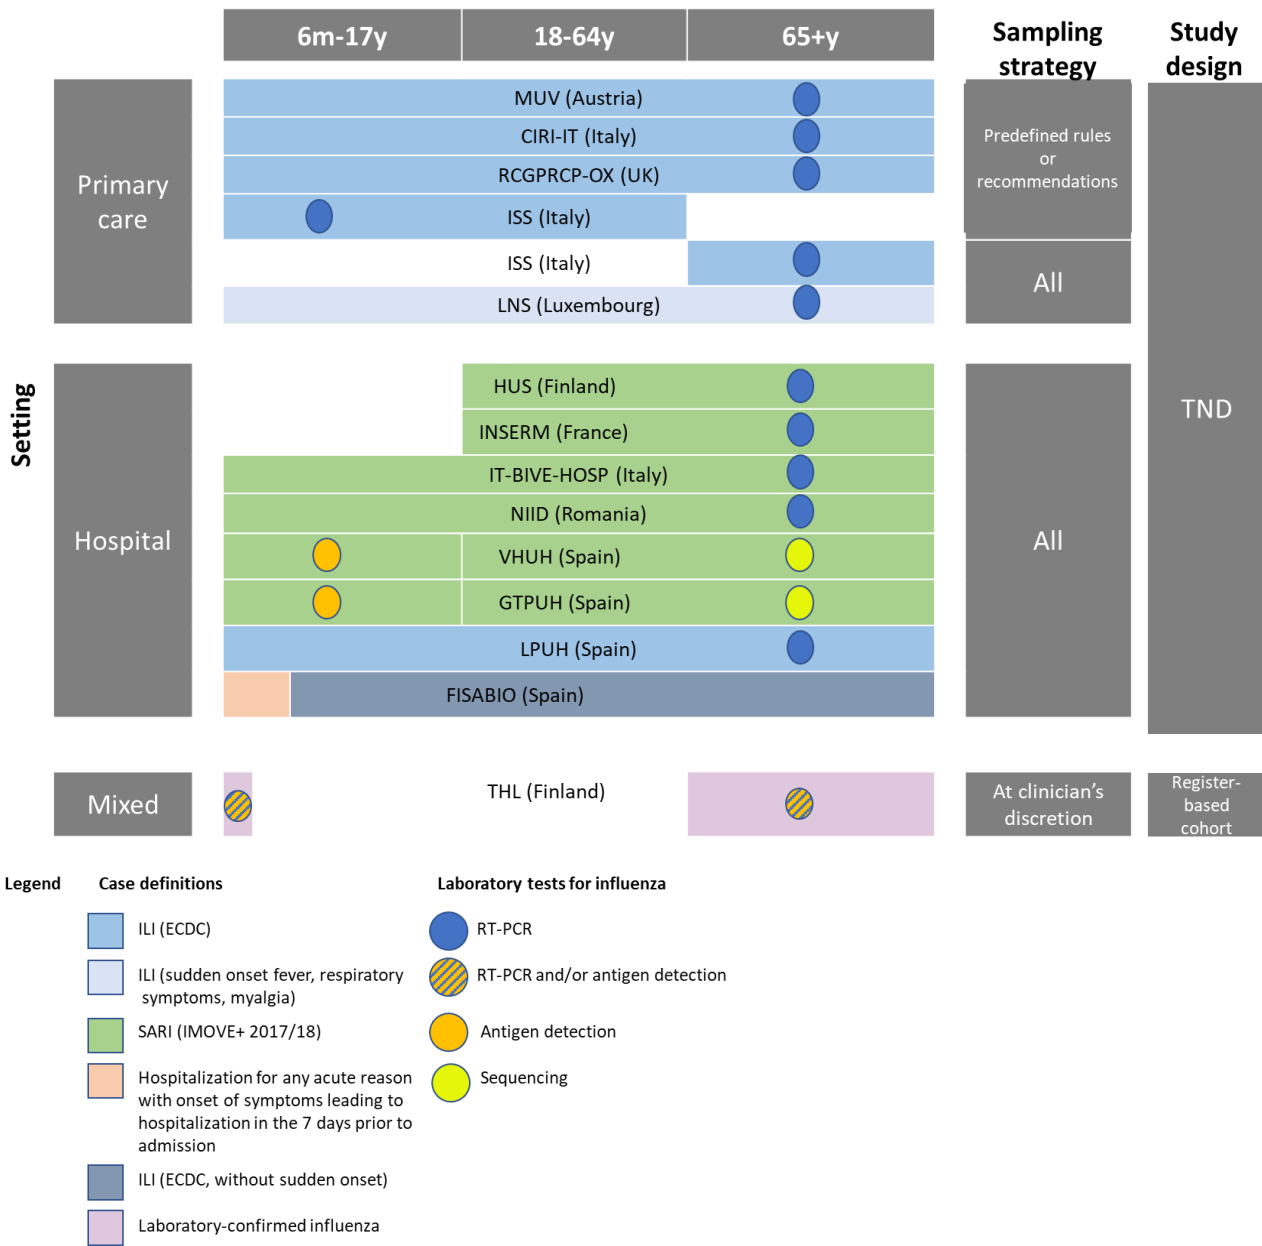 6m-17y
18-64y
65+y
Sampling
strategy
Study
design
Setting
Primary
care
MUV (Austria)
CIRI-IT (Italy)
RCGPRCP-OX (UK)
ISS (Italy)
ISS (Italy)
LNS (Luxembourg)
Predefined rules
or
recommendations
All
TND
Hospital
HUS (Finland)
INSERM (France)
IT-BIVE-HOSP (Italy)
NIID (Romania)
VHUH (Spain)
GTPUH (Spain)
LPUH (Spain)
FISABIO (Spain)
All
Mixed
THL (Finland)
At clinician’s
discretion
Register-
based
cohort
Legend
Case definitions
ILI (ECDC)
ILI (sudden onset fever, respiratory
symptoms, myalgia)
SARI (IMOVE+ 2017/18)
Hospitalization for any acute reason
with onset of symptoms leading to
hospitalization in the 7 days prior to
admission
ILI (ECDC, without sudden onset)
Laboratory-confirmed influenza
Laboratory tests for influenza
RT-PCR
RT-PCR and/or antigen detection
Antigen detection
Sequencing